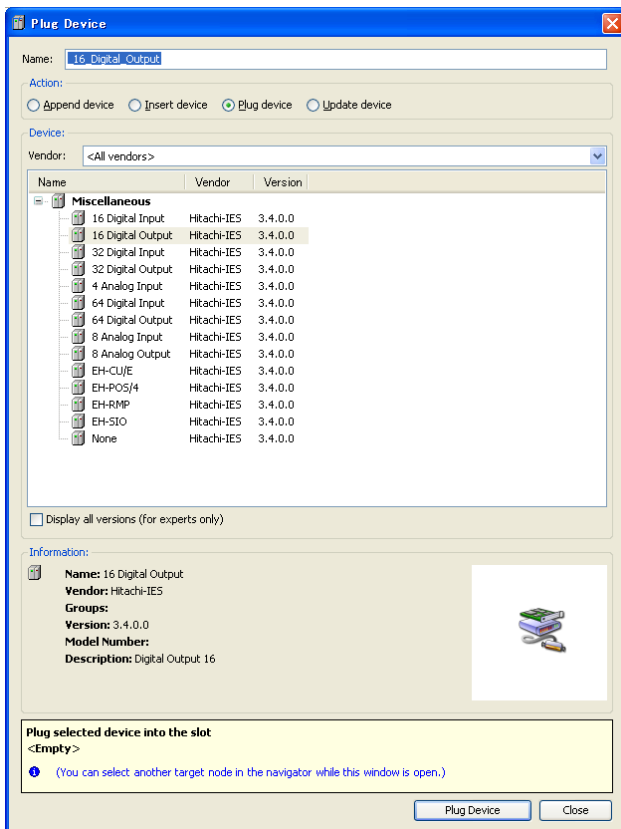 Plug Device
Name: _16_Digital_Output
Action:
Append device Insert device Plug device Update device
Device:
Vendor: <All vendors>
Name Vendor Version
Miscellaneous
16 Digital Input Hitachi-IES 3.4.0.0
16 Digital Output Hitachi-IES 3.4.0.0
32 Digital Input Hitachi-IES 3.4.0.0
32 Digital Output Hitachi-IES 3.4.0.0
4 Analog Input Hitachi-IES 3.4.0.0
64 Digital Input Hitachi-IES 3.4.0.0
64 Digital Output Hitachi-IES 3.4.0.0
8 Analog Input Hitachi-IES 3.4.0.0
8 Analog Output Hitachi-IES 3.4.0.0
EH-CU/E Hitachi-IES 3.4.0.0
EH-POS/4 Hitachi-IES 3.4.0.0
EH-RMP Hitachi-IES 3.4.0.0
EH-SIO Hitachi-IES 3.4.0.0
None Hitachi-IES 3.4.0.0
Display all versions (for experts only)
Information:
Name: 16 Digital Output
Vendor: Hitachi-IES
Groups:
Version: 3.4.0.0
Model Number:
Description: Digital Output 16
Plug selected device into the slot
<Empty>
(You can select another target node in the navigator while this window is open.)
Plug Device Close